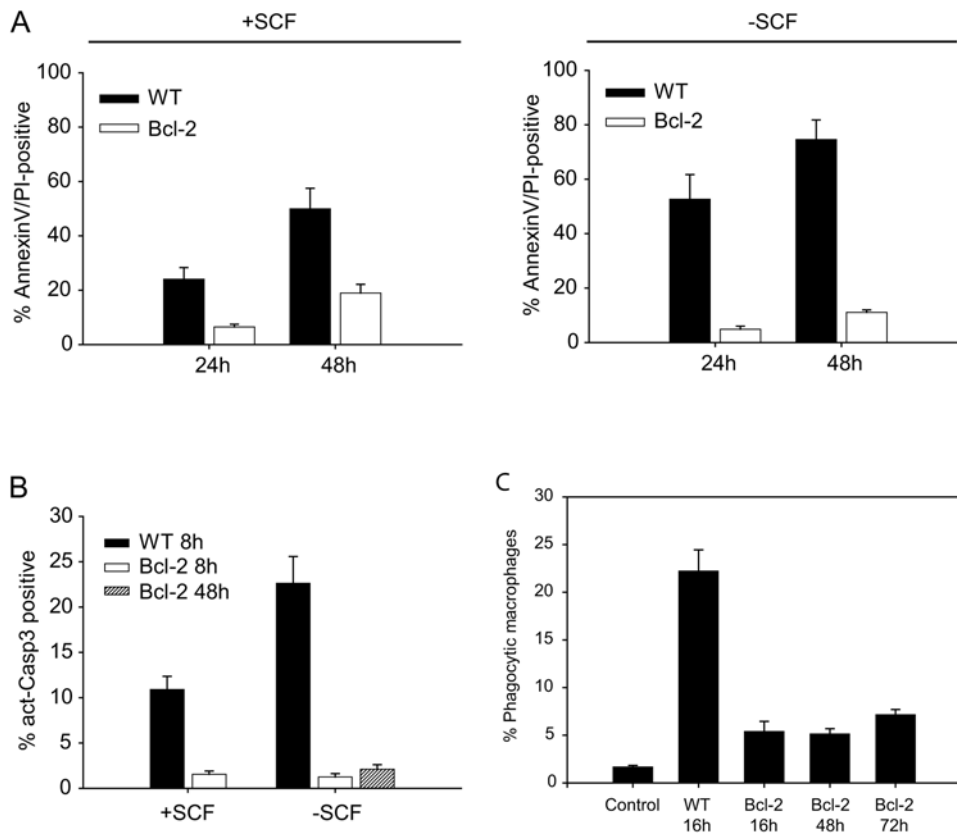 A
+SCF
% AnnexinV/PI-positive
100
80
60
40
20
0
WT
Bcl-2
24h
48h
-SCF
% AnnexinV/PI-positive
100
80
60
40
20
0
WT
Bcl-2
24h
48h
B
% act-Casp3 positive
30
25
20
15
10
5
0
WT 8h
Bcl-2 8h
Bcl-2 48h
+SCF
-SCF
C
% Phagocytic macrophages
30
25
20
15
10
5
0
Control
WT
16h
Bcl-2
16h
Bcl-2
48h
Bcl-2
72h